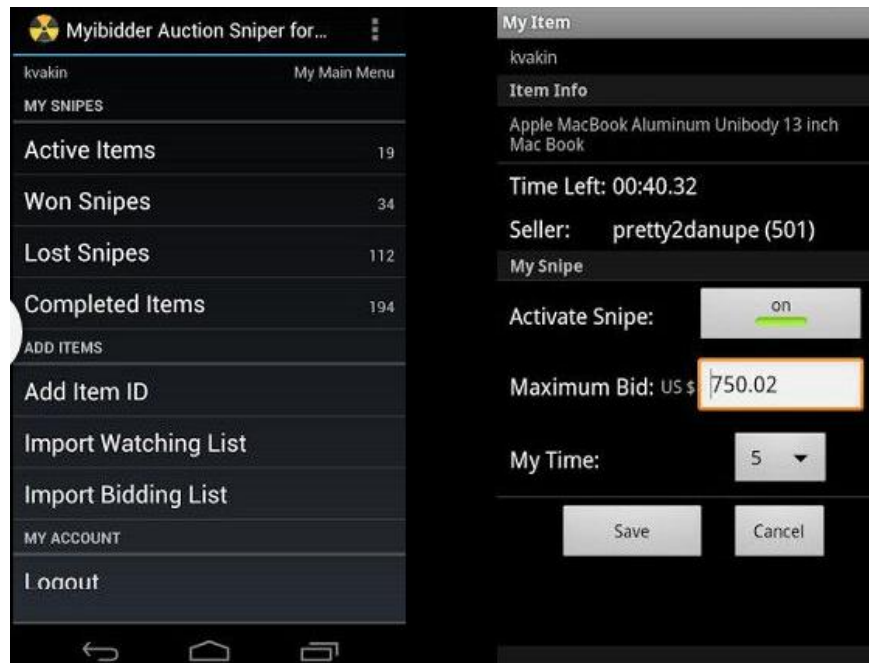 Myibidder Auction Sniper for...
kvakin My Main Menu
MY SNIPES
Active Items 19
Won Snipes 34
Lost Snipes 112
Completed Items 194
ADD ITEMS
Add Item ID
Import Watching List
Import Bidding List
MY ACCOUNT
Logout
My Item
kvakin
Item Info
Apple MacBook Aluminum Unibody 13 inch
Mac Book
Time Left: 00:40.32
Seller: pretty2danupe (501)
My Snipe
Activate Snipe: on
Maximum Bid: US $ 750.02
My Time: 5
Save Cancel